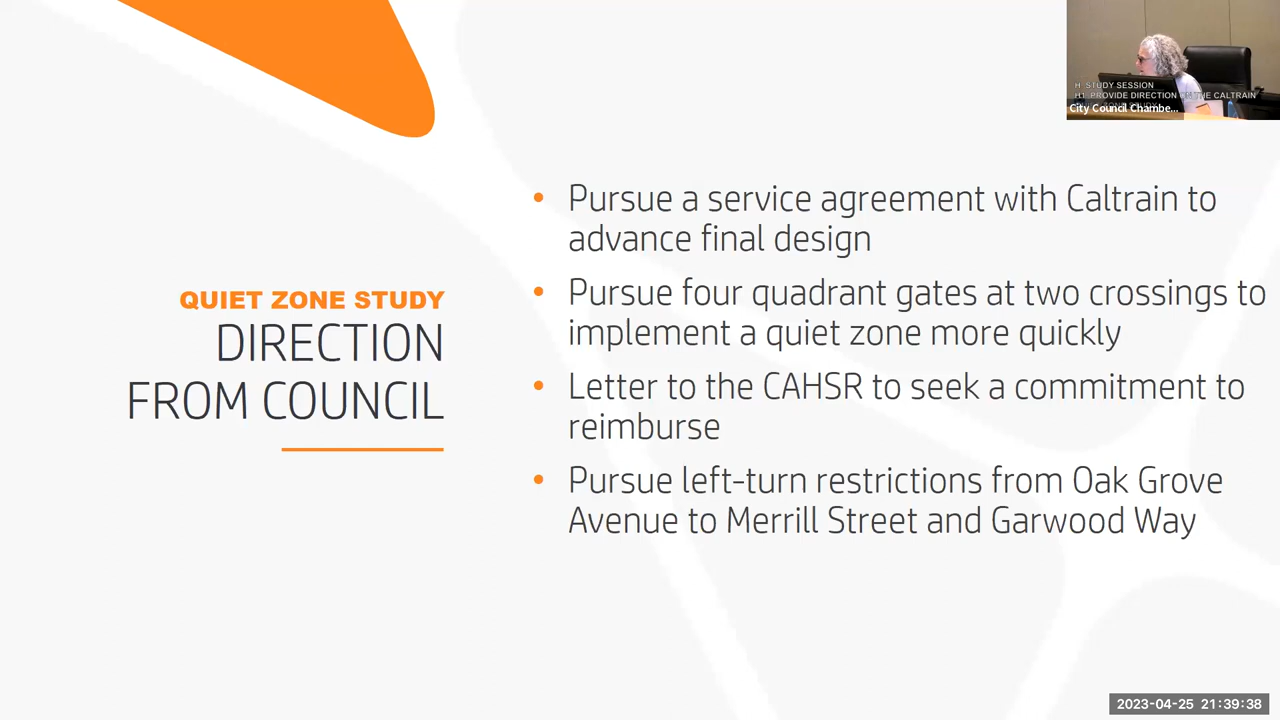 H. STUDY SESSION
H1. PROVIDE DIRECTION ON THE CALTRAIN
City Council Chambe...
QUIET ZONE STUDY
DIRECTION
FROM COUNCIL
• Pursue a service agreement with Caltrain to
advance final design
• Pursue four quadrant gates at two crossings to
implement a quiet zone more quickly
• Letter to the CAHSR to seek a commitment to
reimburse
• Pursue left-turn restrictions from Oak Grove
Avenue to Merrill Street and Garwood Way
2023-04-25 21:39:38